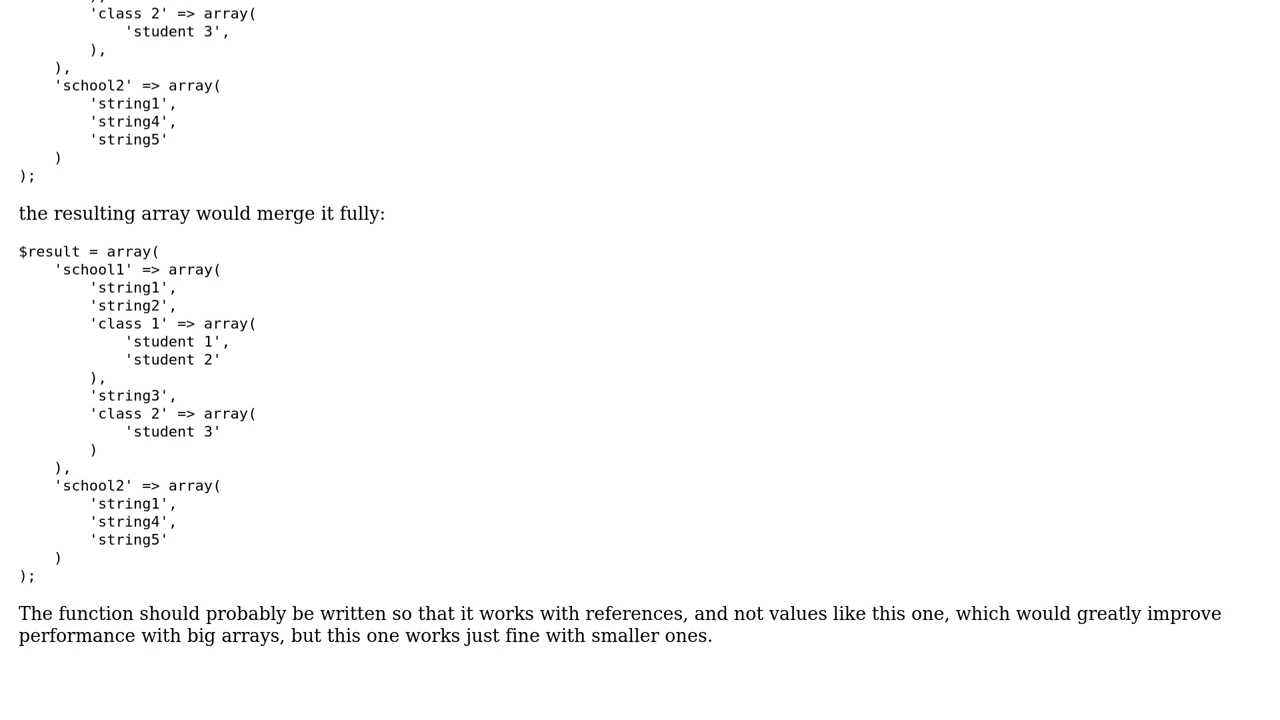 'class 2' => array(
            'student 3',
        ),
    ),
    'school2' => array(
        'string1',
        'string4',
        'string5'
    )
);
the resulting array would merge it fully:
$result = array(
    'school1' => array(
        'string1',
        'string2',
        'class 1' => array(
            'student 1',
            'student 2'
        ),
        'string3',
        'class 2' => array(
            'student 3'
        )
    ),
    'school2' => array(
        'string1',
        'string4',
        'string5'
    )
);
The function should probably be written so that it works with references, and not values like this one, which would greatly improve
performance with big arrays, but this one works just fine with smaller ones.